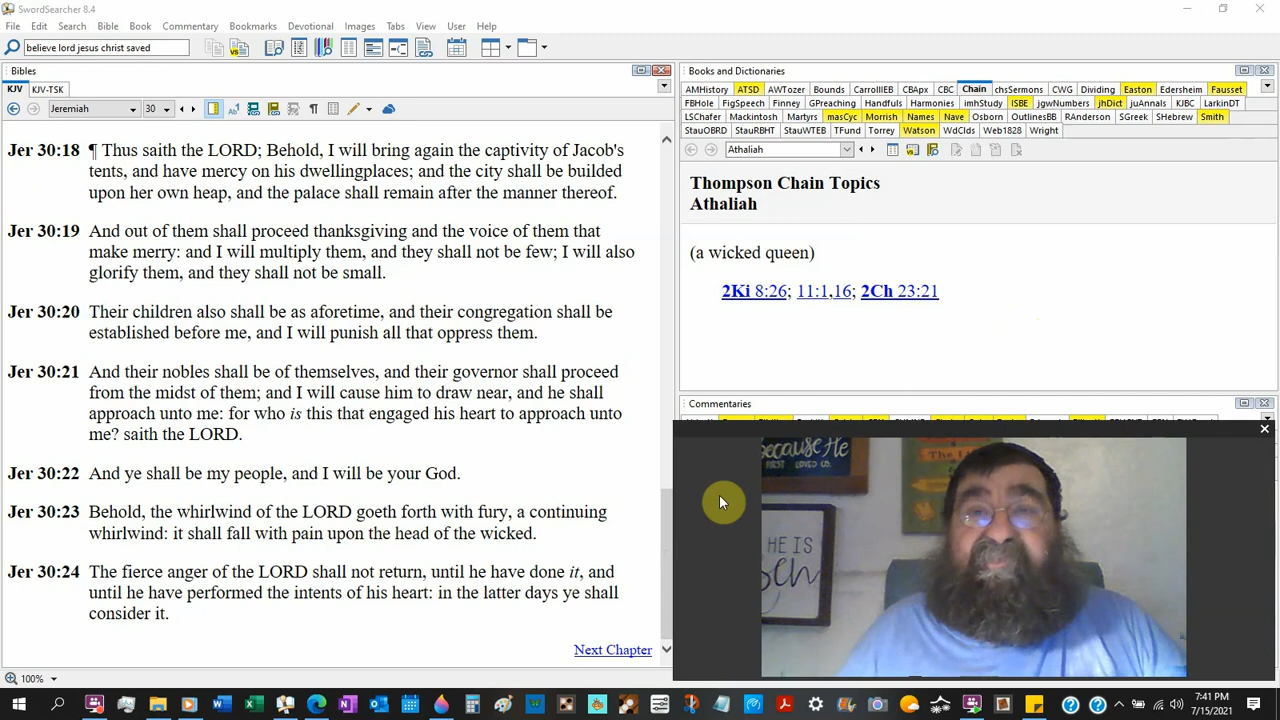 SwordSearcher 8.4
File Edit Search Bible Book Commentary Bookmarks Devotional Images Tabs View User Help
believe lord jesus christ saved
Bibles
KJV KJV-TSK
Jeremiah 30
Jer 30:18 ¶ Thus saith the LORD; Behold, I will bring again the captivity of Jacob's
tents, and have mercy on his dwellingplaces; and the city shall be builded
upon her own heap, and the palace shall remain after the manner thereof.
Jer 30:19 And out of them shall proceed thanksgiving and the voice of them that
make merry: and I will multiply them, and they shall not be few; I will also
glorify them, and they shall not be small.
Jer 30:20 Their children also shall be as aforetime, and their congregation shall be
established before me, and I will punish all that oppress them.
Jer 30:21 And their nobles shall be of themselves, and their governor shall proceed
from the midst of them; and I will cause him to draw near, and he shall
approach unto me: for who is this that engaged his heart to approach unto
me? saith the LORD.
Jer 30:22 And ye shall be my people, and I will be your God.
Jer 30:23 Behold, the whirlwind of the LORD goeth forth with fury, a continuing
whirlwind: it shall fall with pain upon the head of the wicked.
Jer 30:24 The fierce anger of the LORD shall not return, until he have done it, and
until he have performed the intents of his heart: in the latter days ye shall
consider it.
Next Chapter
100%
Books and Dictionaries
AMHistory ATSD AWTozer Bounds CarrollEB CBApx CBC Chain chsSermons CWG Dividing Easton Edersheim Fausset
FBHole FigSpeech Finney GPreaching Handfuls Harmonies imhStudy ISBE jgwNumbers jhDict juAnnals KJBC LarkinDT
LSChafer Mackintosh Martyrs masCyc Morrish Names Nave Osborn OutlinesBB RAnderson SGreek SHebrew Smith
StauOBRD StauRBHT StauWTEB TFund Torrey Watson WdClds Web1828 Wright
Athaliah
Thompson Chain Topics
Athaliah
(a wicked queen)
2Ki 8:26; 11:1,16; 2Ch 23:21
Commentaries
because He
FIRST LOVED US.
HE IS
7:41 PM
7/15/2021